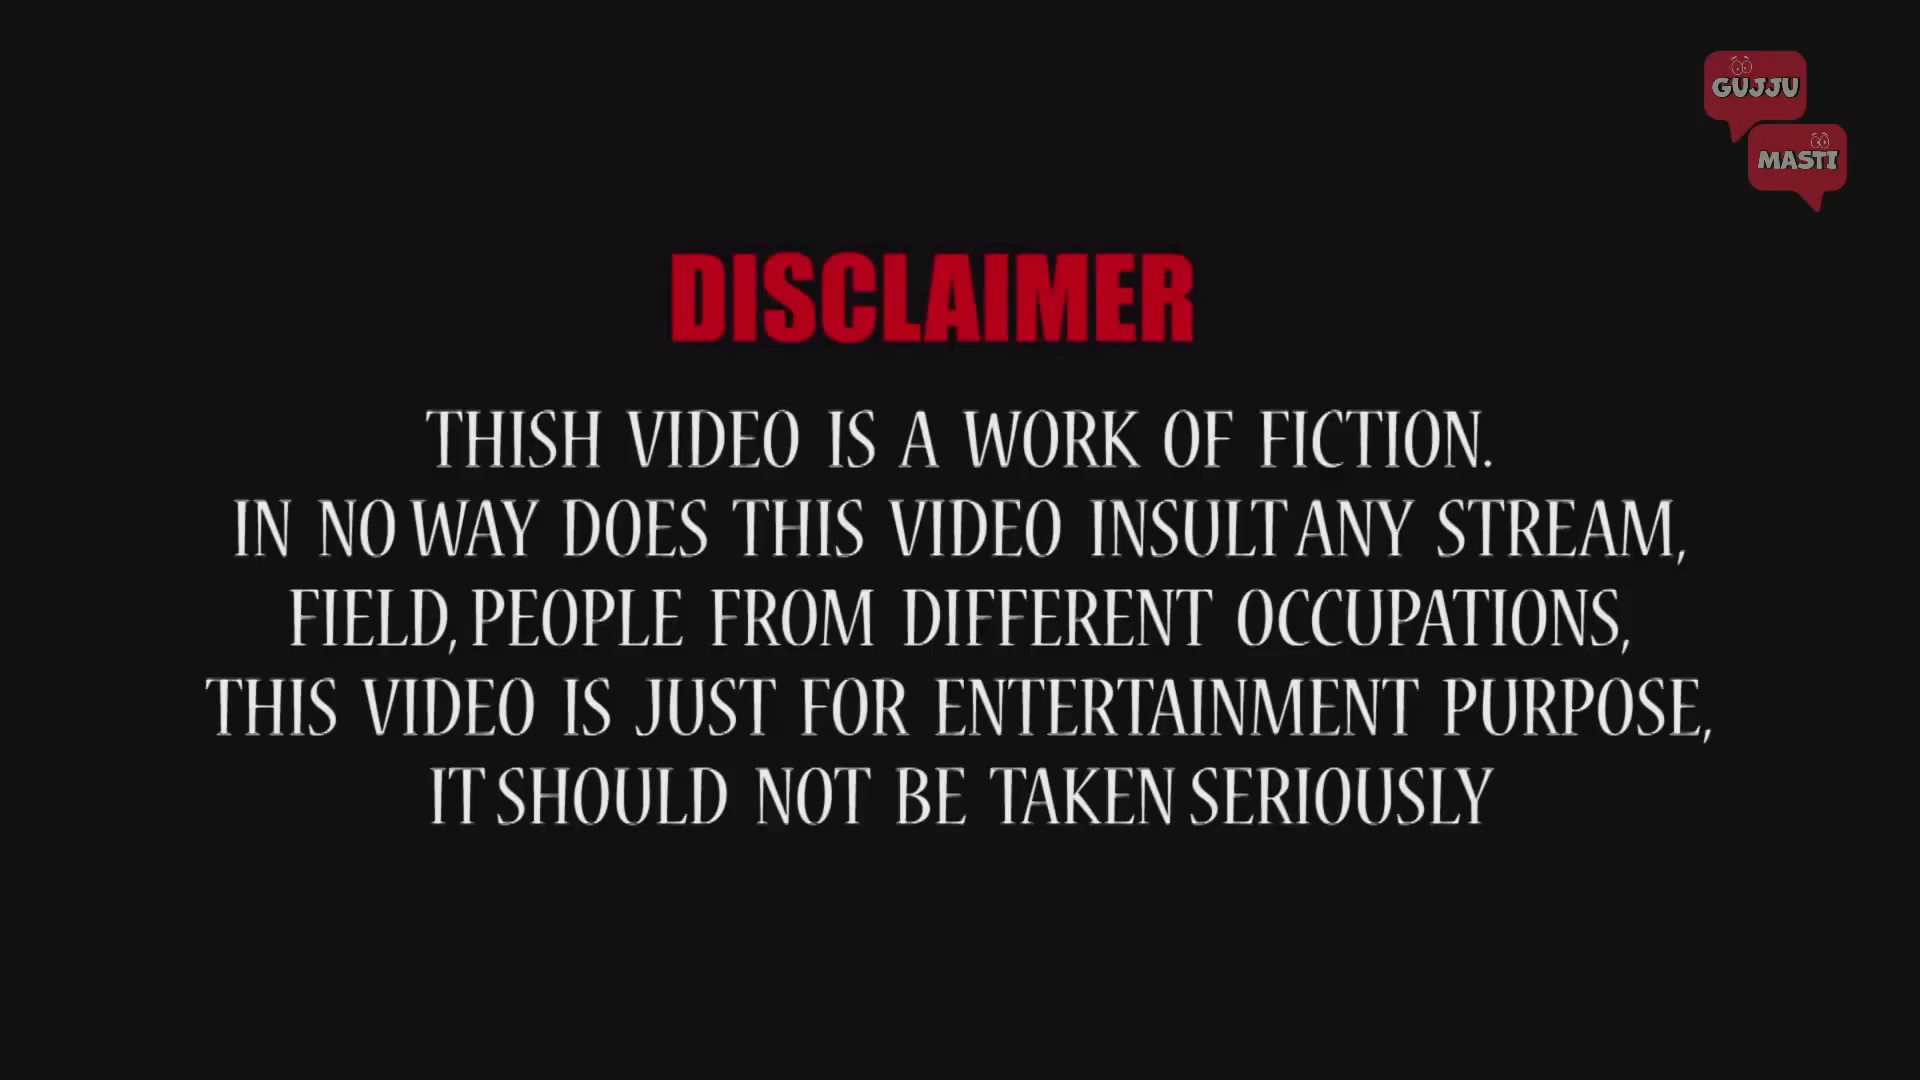 GUJJU
MASTI
DISCLAIMER
THISH VIDEO IS A WORK OF FICTION.
IN NO WAY DOES THIS VIDEO INSULT ANY STREAM,
FIELD, PEOPLE FROM DIFFERENT OCCUPATIONS,
THIS VIDEO IS JUST FOR ENTERTAINMENT PURPOSE,
IT SHOULD NOT BE TAKEN SERIOUSLY